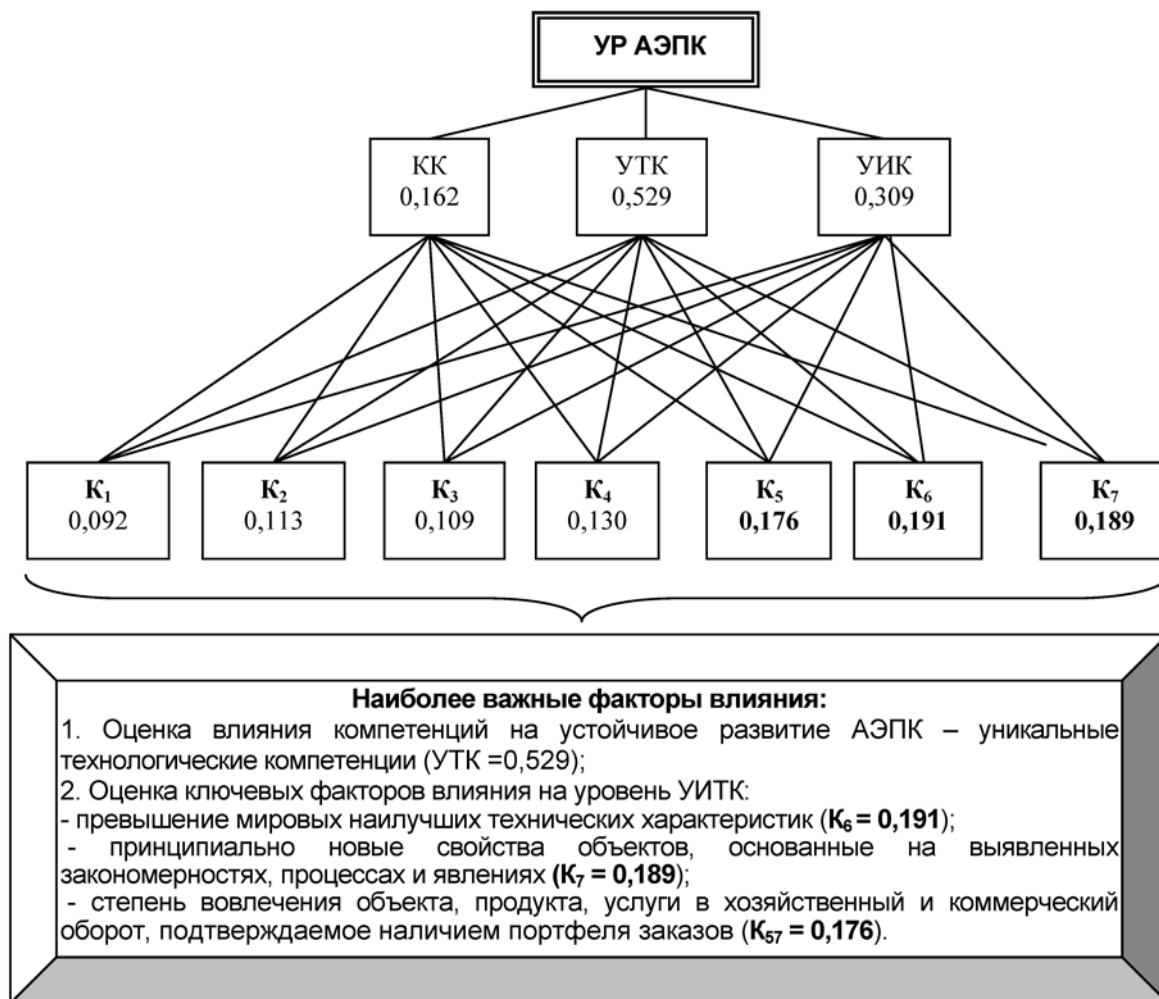 УР АЭПК
КК
0,162
УТК
0,529
УИК
0,309
К₁
0,092
К₂
0,113
К₃
0,109
К₄
0,130
К₅
0,176
К₆
0,191
К₇
0,189
Наиболее важные факторы влияния:
1. Оценка влияния компетенций на устойчивое развитие АЭПК – уникальные
технологические компетенции (УТК =0,529);
2. Оценка ключевых факторов влияния на уровень УИТК:
- превышение мировых наилучших технических характеристик (К₆ = 0,191);
- принципиально новые свойства объектов, основанные на выявленных
закономерностях, процессах и явлениях (К₇ = 0,189);
- степень вовлечения объекта, продукта, услуги в хозяйственный и коммерческий
оборот, подтверждаемое наличием портфеля заказов (К₅₇ = 0,176).